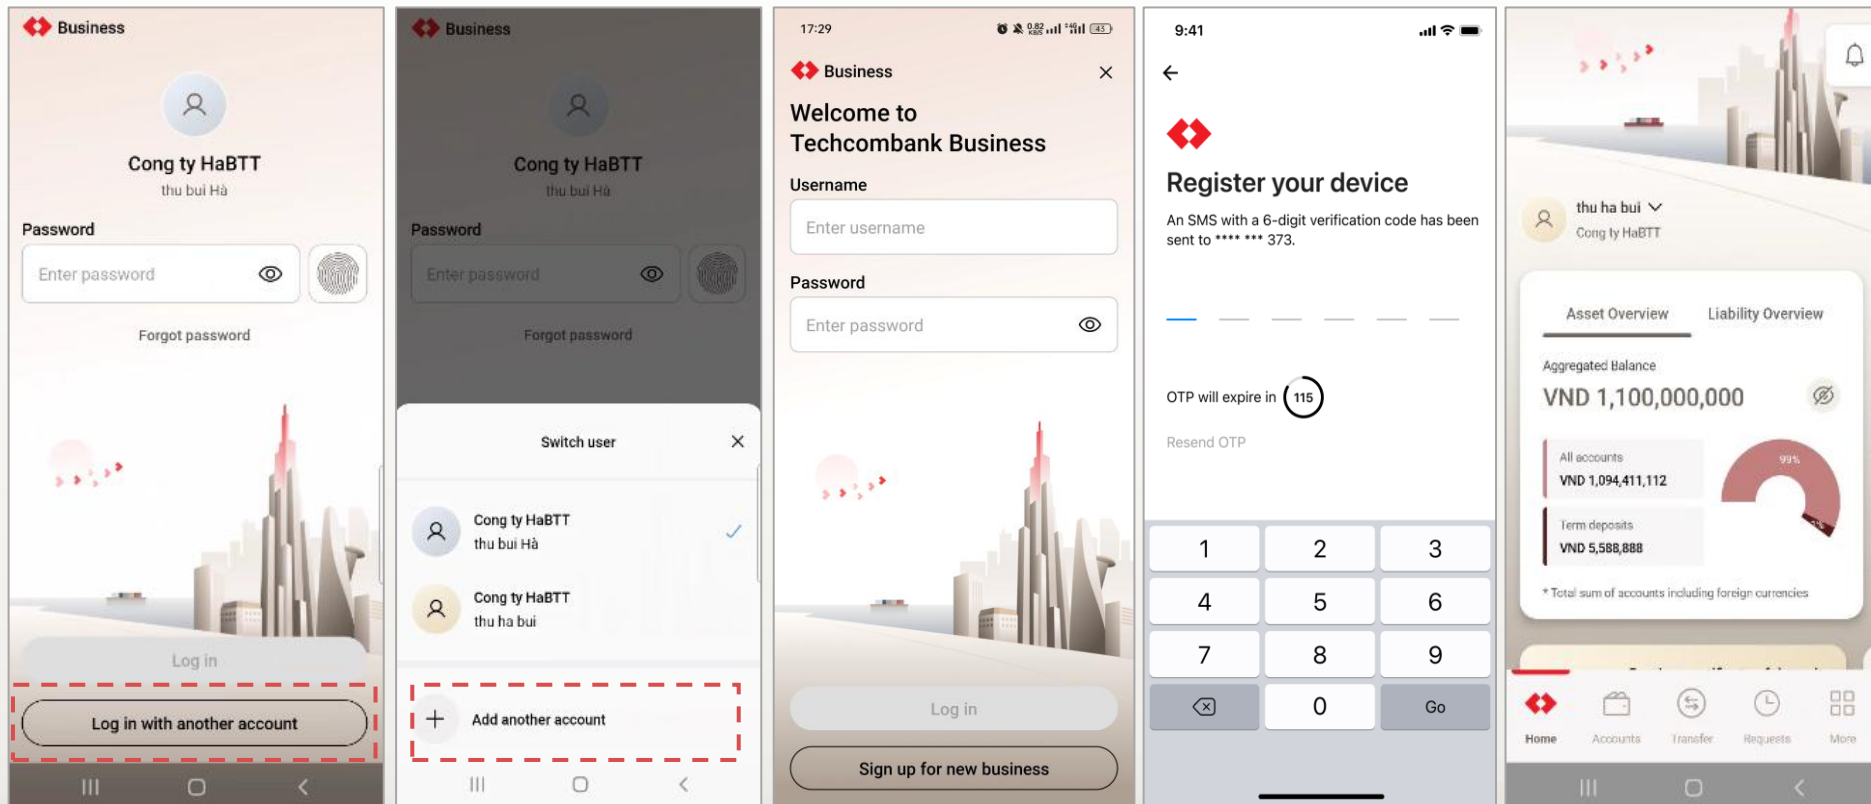 Business
Cong ty HaBTT
thu bui Hà
Password
Enter password
Forgot password
Log in
Log in with another account
Business
Cong ty HaBTT
thu bui Hà
Password
Enter password
Forgot password
Switch user
Cong ty HaBTT
thu bui Hà
Cong ty HaBTT
thu ha bui
Add another account
17:29
0.82 KB/S 43
Business
Welcome to
Techcombank Business
Username
Enter username
Password
Enter password
Log in
Sign up for new business
9:41
Register your device
An SMS with a 6-digit verification code has been
sent to **** *** 373.
OTP will expire in 115
Resend OTP
1 2 3
4 5 6
7 8 9
0 Go
thu ha bui
Cong ty HaBTT
Asset Overview Liability Overview
Aggregated Balance
VND 1,100,000,000
All accounts
VND 1,094,411,112
99%
Term deposits
VND 5,588,888
* Total sum of accounts including foreign currencies
Home Accounts Transfer Requests More